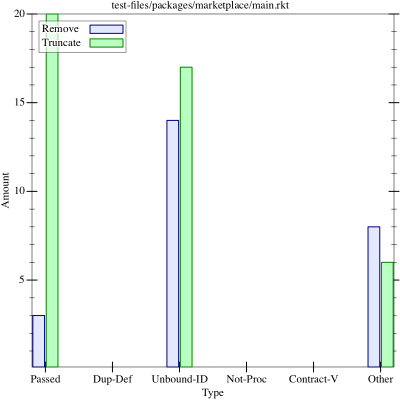 test-files/packages/marketplace/main.rkt
20
Remove
Truncate
15
Amount
10
5
Passed Dup-Def Unbound-ID Not-Proc Contract-V Other
Type